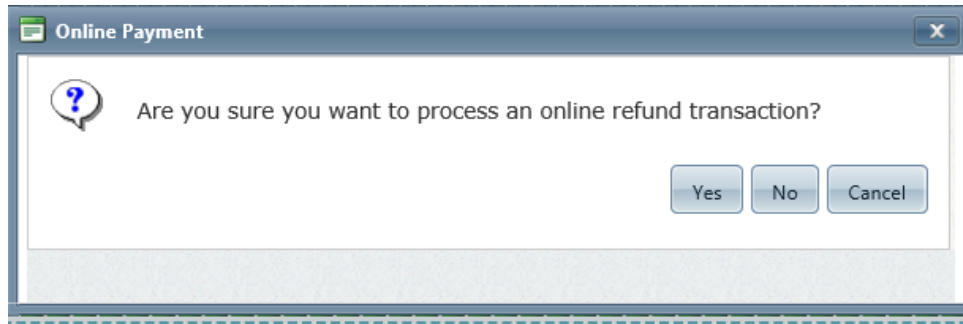 Online Payment
Are you sure you want to process an online refund transaction?
Yes No Cancel